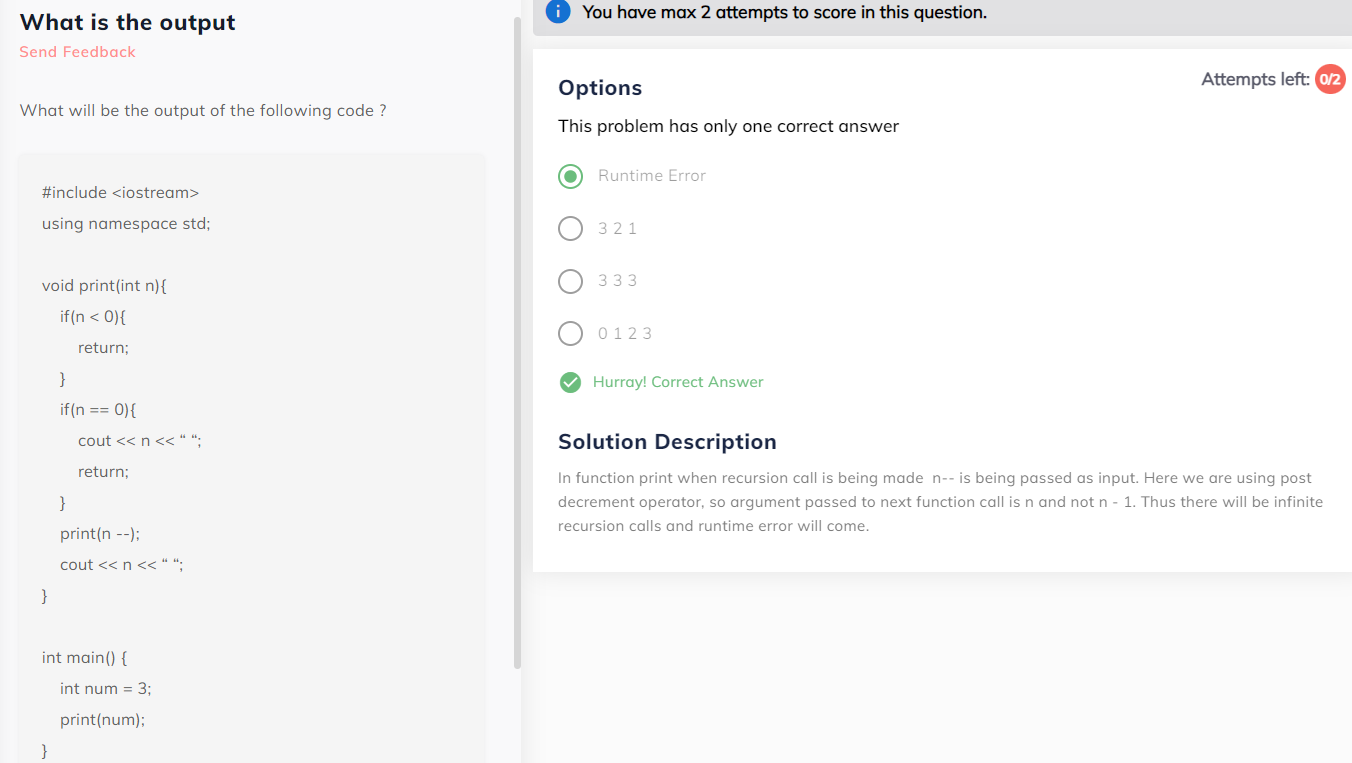 What is the output
Send Feedback
What will be the output of the following code ?
#include <iostream>
using namespace std;
void print(int n){
if(n < 0){
return;
}
if(n == 0){
cout << n << “ “;
return;
}
print(n --);
cout << n << “ “;
}
int main() {
int num = 3;
print(num);
}
You have max 2 attempts to score in this question.
Options
Attempts left: 0/2
This problem has only one correct answer
Runtime Error
3 2 1
3 3 3
0 1 2 3
Hurray! Correct Answer
Solution Description
In function print when recursion call is being made  n-- is being passed as input. Here we are using post
decrement operator, so argument passed to next function call is n and not n - 1. Thus there will be infinite
recursion calls and runtime error will come.